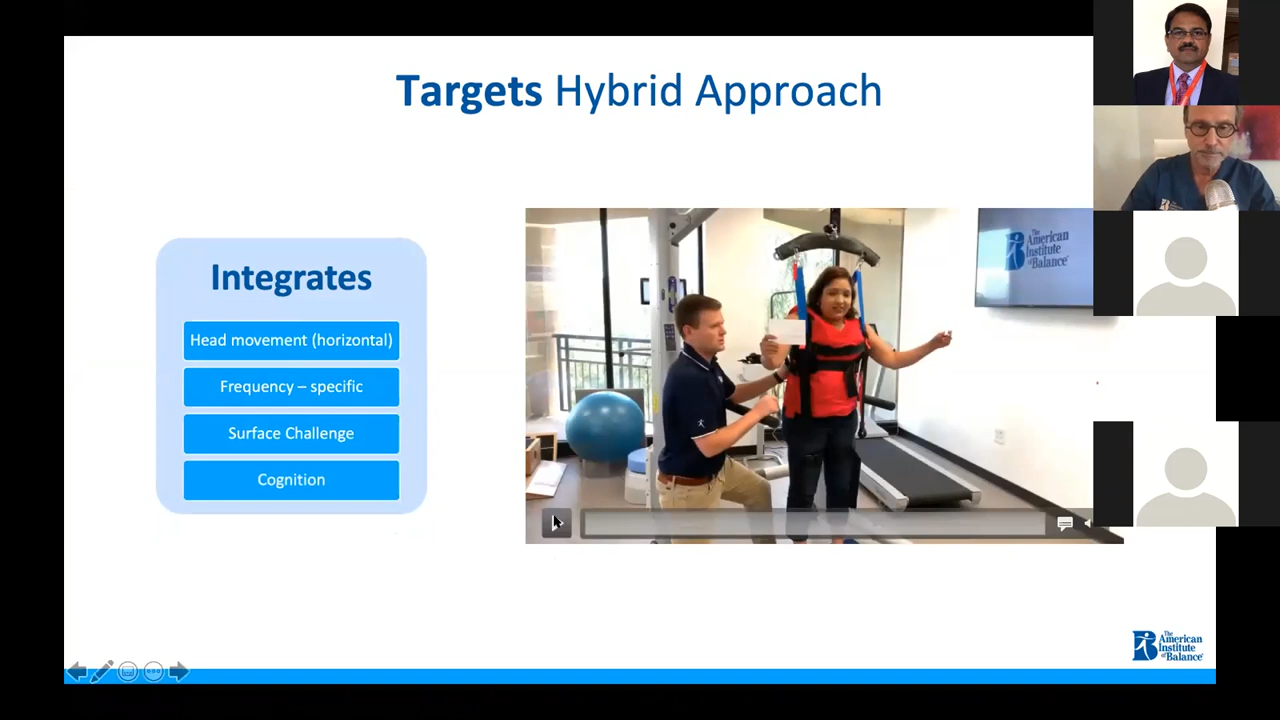 Targets Hybrid Approach
Integrates
Head movement (horizontal)
Frequency – specific
Surface Challenge
Cognition
The
American
Institute
of Balance
The
American
Institute
of Balance